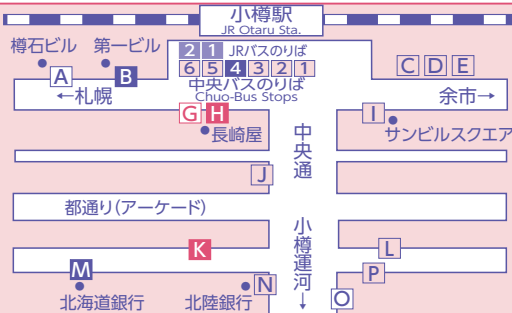 小樽駅
JR Otaru Sta.
樽石ビル 第一ビル
2 1 JRバスのりば
6 5 4 3 2 1
中央バスのりば
Chuo-Bus Stops
A B
C D E
←札幌
余市→
G H
I
長崎屋
サンビルスクエア
中央通
J
都通り(アーケード)
小樽運河→
K
L
M
P
N
O
北海道銀行
北陸銀行